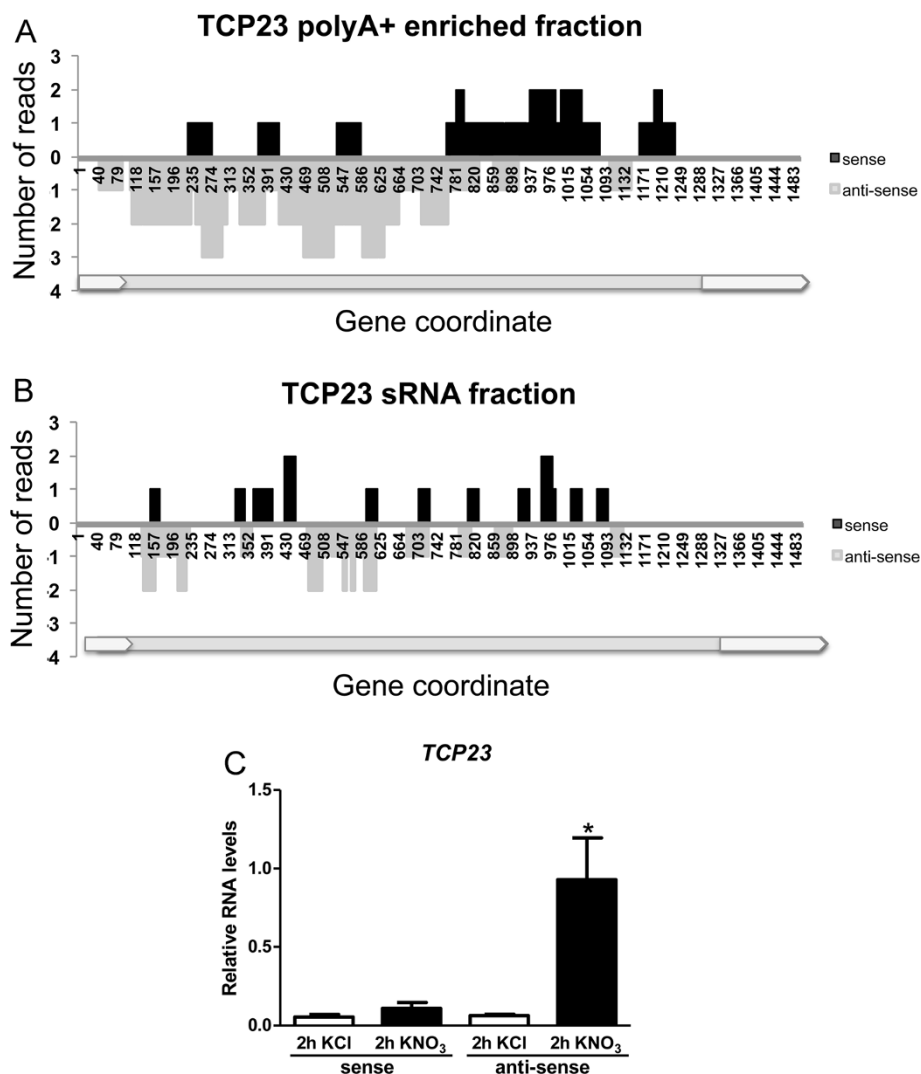 A
TCP23 polyA+ enriched fraction
Number of reads
3
2
1
0
1
2
3
4
1 40 79 118 157 196 235 274 313 352 391 430 469 508 547 586 625 664 703 742 781 820 859 898 937 976 1015 1054 1093 1132 1171 1210 1249 1288 1327 1366 1405 1444 1483
sense
anti-sense
Gene coordinate
B
TCP23 sRNA fraction
Number of reads
3
2
1
0
-1
-2
-3
-4
1 40 79 118 157 196 235 274 313 352 391 430 469 508 547 586 625 664 703 742 781 820 859 898 937 976 1015 1054 1093 1132 1171 1210 1249 1288 1327 1366 1405 1444 1483
sense
anti-sense
Gene coordinate
C
TCP23
Relative RNA levels
1.5
1.0
0.5
0.0
*
2h KCl 2h KNO₃ 2h KCl 2h KNO₃
sense anti-sense